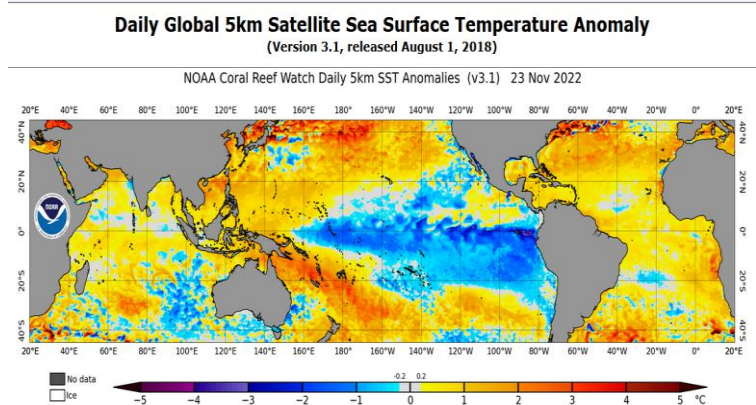 Daily Global 5km Satellite Sea Surface Temperature Anomaly
(Version 3.1, released August 1, 2018)
NOAA Coral Reef Watch Daily 5km SST Anomalies (v3.1) 23 Nov 2022
20°E 40°E 60°E 80°E 100°E 120°E 140°E 160°E 180° 160°W 140°W 120°W 100°W 80°W 60°W 40°W 20°W 0° 20°E
40°N 40°N
20°N 20°N
NOAA
0° 0°
20°S 20°S
40°S 40°S
20°E 40°E 60°E 80°E 100°E 120°E 140°E 160°E 180° 160°W 140°W 120°W 100°W 80°W 60°W 40°W 20°W 0° 20°E
No data
-0.2 0.2
Ice
−5 −4 −3 −2 −1 0 1 2 3 4 5 °C